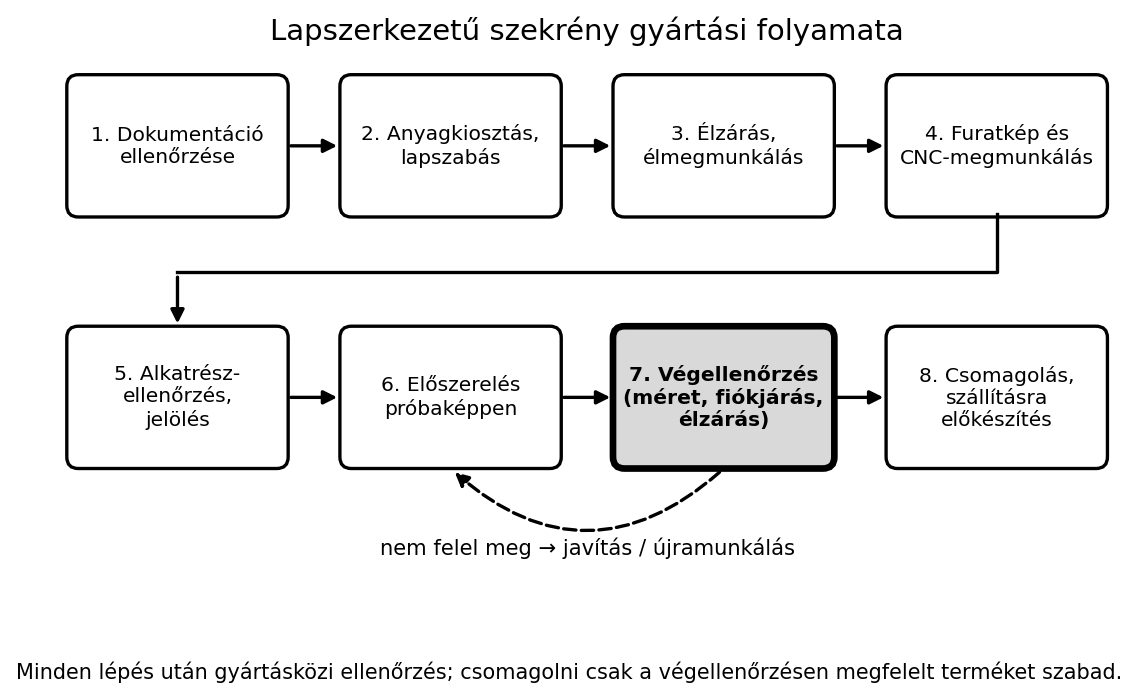 Lapszerkezetű szekrény gyártási folyamata
1. Dokumentáció
ellenőrzése
2. Anyagkiosztás,
lapszabás
3. Élzárás,
élmegmunkálás
4. Furatkép és
CNC-megmunkálás
5. Alkatrész-
ellenőrzés,
jelölés
6. Előszerelés
próbaképpen
7. Végellenőrzés
(méret, fiókjárás,
élzárás)
8. Csomagolás,
szállításra
előkészítés
nem felel meg → javítás / újramunkálás
Minden lépés után gyártásközi ellenőrzés; csomagolni csak a végellenőrzésen megfelelt terméket szabad.